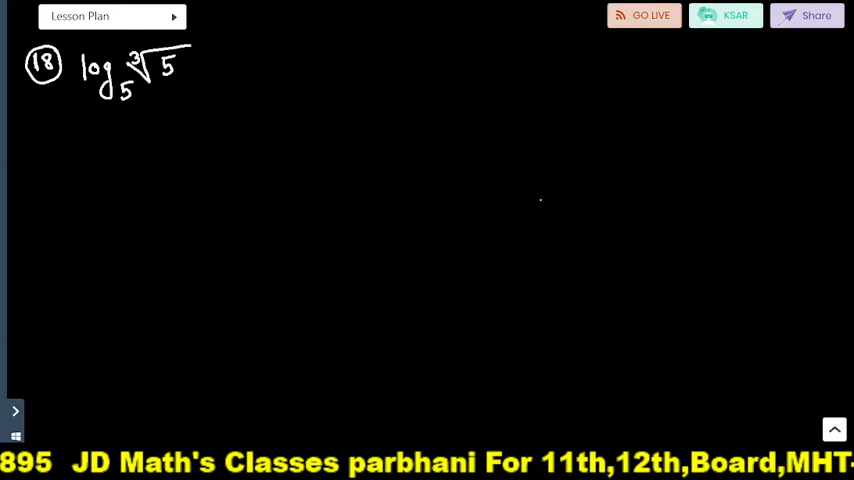 Lesson Plan
GO LIVE
KSAR
Share
18 log₅ ∛5
895 JD Math's Classes parbhani For 11th,12th,Board,MHT-